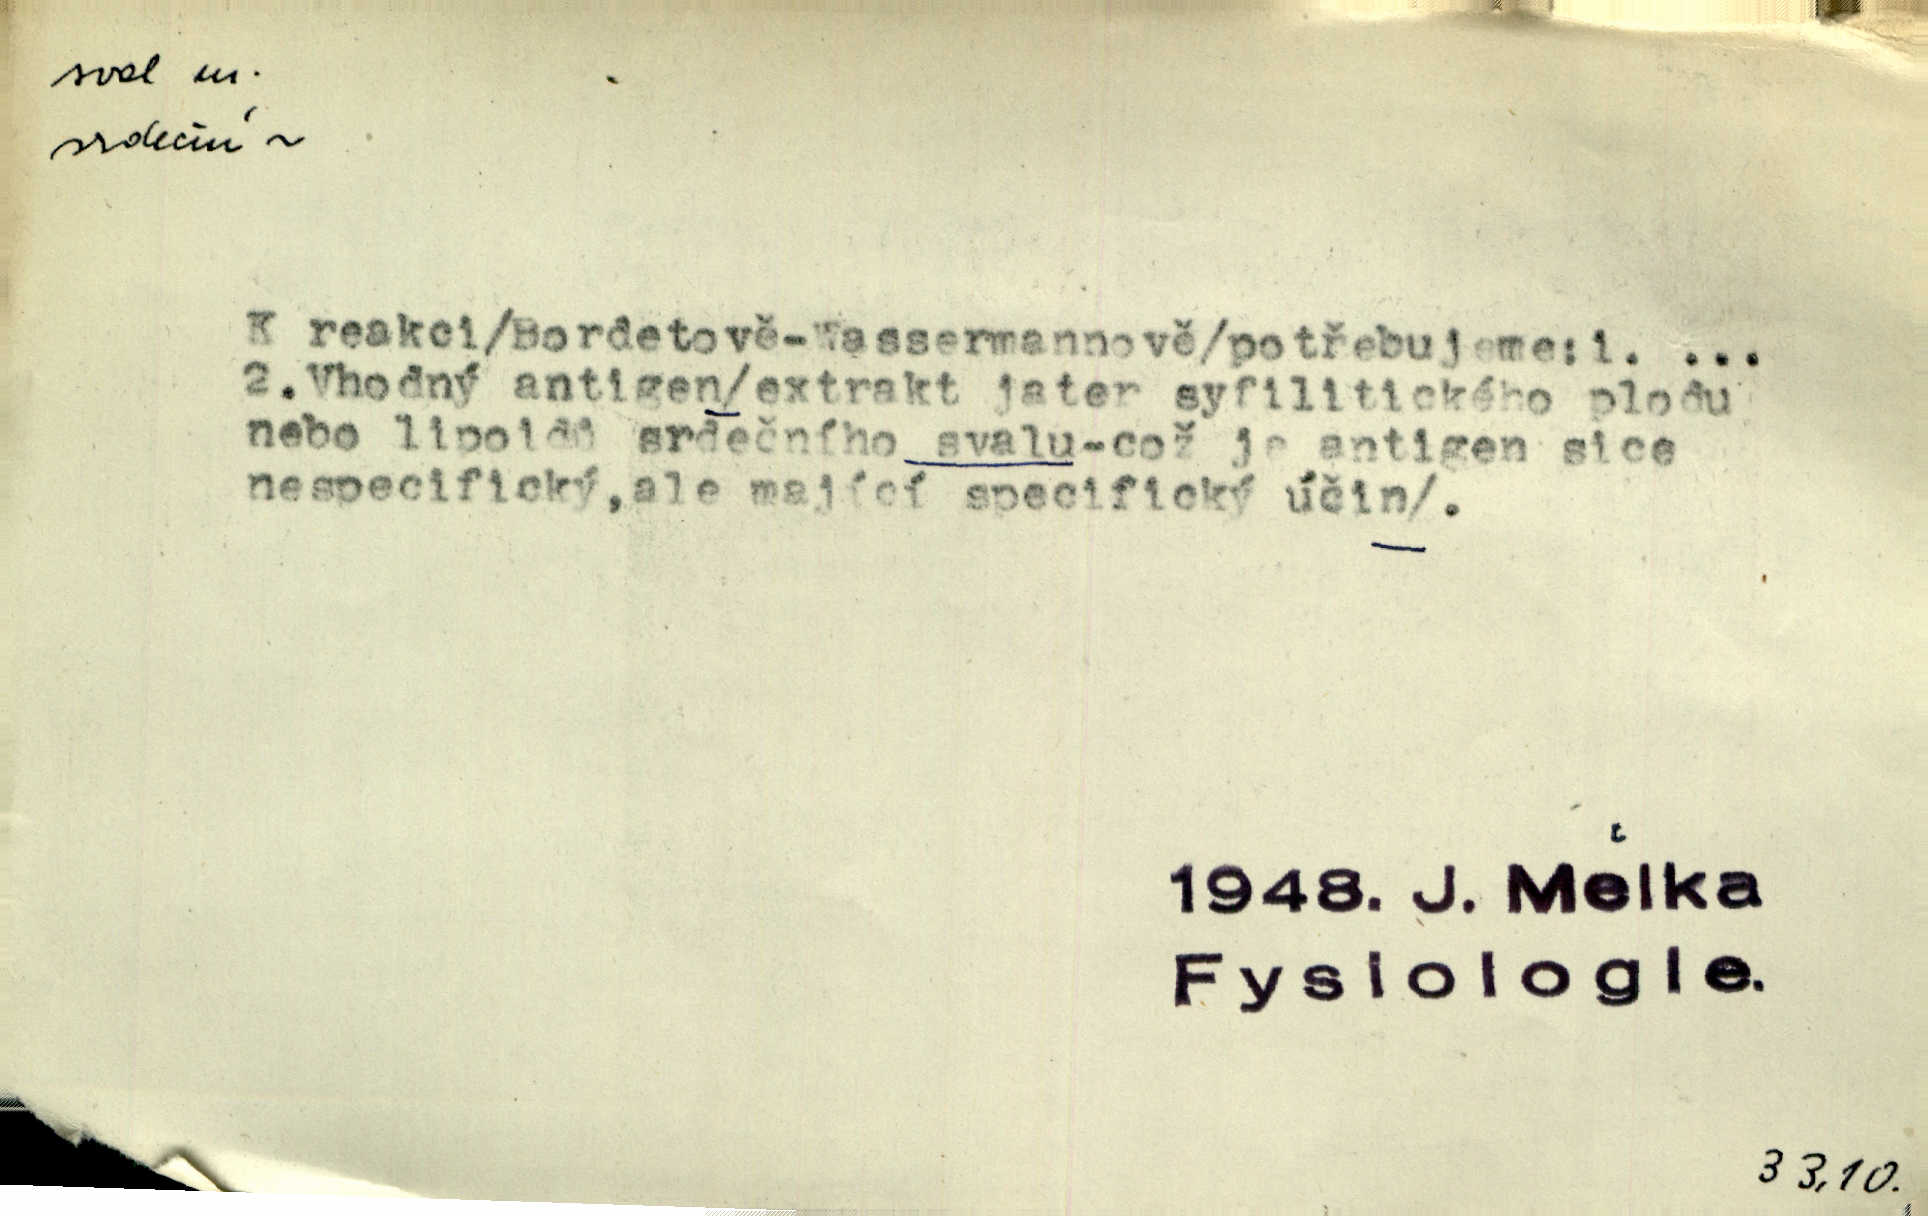 sval m.
srdeční ~
K reakci/Bordetově-Wassermannově/potřebujeme:1. ...
2.Vhodný antigen/extrakt jater syfilitického plodu
nebo lipoidů srdečního svalu-což je antigen sice
nespecifický,ale mající specifický účin/.
1948. J. Melka
Fysiologie.
33,10.